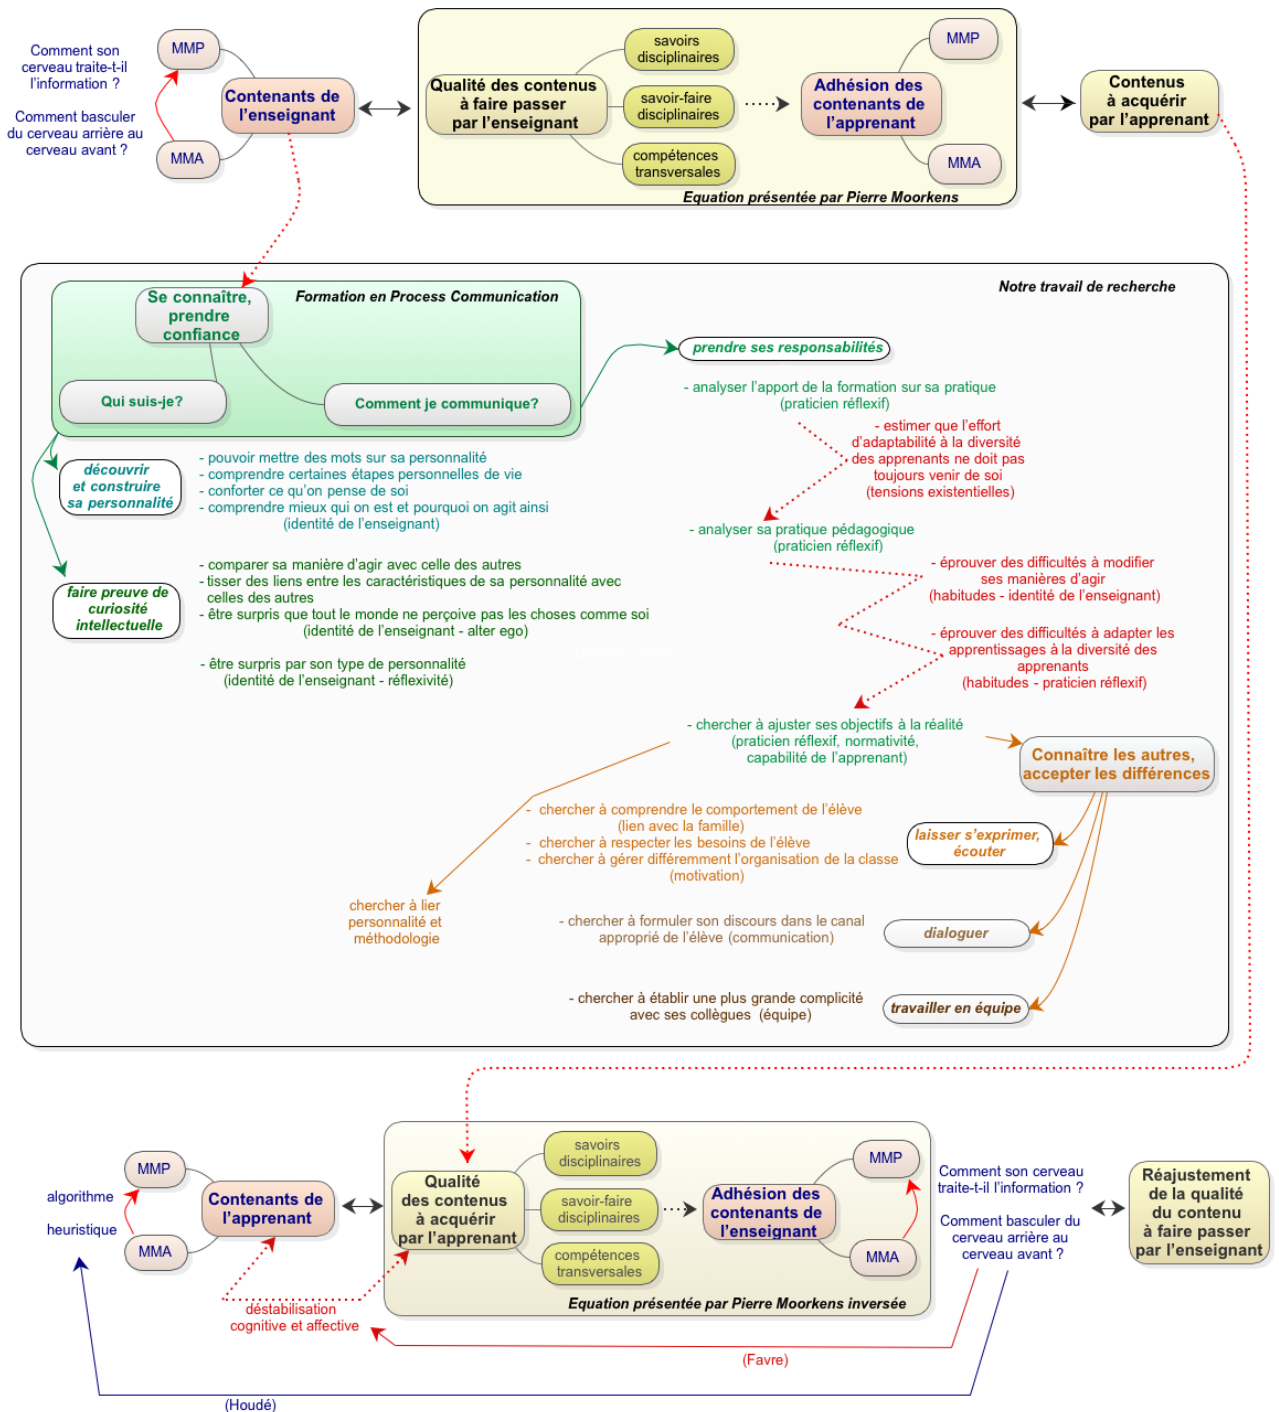 Comment son
cerveau traite-t-il
l'information ?
Comment basculer
du cerveau arrière au
cerveau avant ?
MMP
MMA
Contenants de
l'enseignant
Qualité des contenus
à faire passer
par l'enseignant
savoirs
disciplinaires
savoir-faire
disciplinaires
compétences
transversales
Adhésion des
contenants de
l'apprenant
MMP
MMA
Equation présentée par Pierre Moorkens
Contenus
à acquérir
par l'apprenant
Notre travail de recherche
Formation en Process Communication
Se connaître,
prendre
confiance
Qui suis-je?
Comment je communique?
découvrir
et construire
sa personnalité
- pouvoir mettre des mots sur sa personnalité
- comprendre certaines étapes personnelles de vie
- conforter ce qu'on pense de soi
- comprendre mieux qui on est et pourquoi on agit ainsi
(identité de l'enseignant)
faire preuve de
curiosité
intellectuelle
- comparer sa manière d'agir avec celle des autres
- tisser des liens entre les caractéristiques de sa personnalité avec
celles des autres
- être surpris que tout le monde ne perçoive pas les choses comme soi
(identité de l'enseignant - alter ego)
- être surpris par son type de personnalité
(identité de l'enseignant - réflexivité)
prendre ses responsabilités
- analyser l'apport de la formation sur sa pratique
(praticien réflexif)
- estimer que l'effort
d'adaptabilité à la diversité
des apprenants ne doit pas
toujours venir de soi
(tensions existentielles)
- analyser sa pratique pédagogique
(praticien réflexif)
- éprouver des difficultés à modifier
ses manières d'agir
(habitudes - identité de l'enseignant)
- éprouver des difficultés à adapter les
apprentissages à la diversité des
apprenants
(habitudes - praticien réflexif)
- chercher à ajuster ses objectifs à la réalité
(praticien réflexif, normativité,
capabilité de l'apprenant)
Connaître les autres,
accepter les différences
- chercher à comprendre le comportement de l'élève
(lien avec la famille)
- chercher à respecter les besoins de l'élève
- chercher à gérer différemment l'organisation de la classe
(motivation)
laisser s'exprimer,
écouter
chercher à lier
personnalité et
méthodologie
- chercher à formuler son discours dans le canal
approprié de l'élève (communication)
dialoguer
- chercher à établir une plus grande complicité
avec ses collègues (équipe)
travailler en équipe
MMP
algorithme
heuristique
MMA
Contenants de
l'apprenant
Qualité
des contenus
à acquérir
par l'apprenant
savoirs
disciplinaires
savoir-faire
disciplinaires
compétences
transversales
Adhésion des
contenants de
l'enseignant
MMP
MMA
Equation présentée par Pierre Moorkens inversée
Comment son cerveau
traite-t-il l'information ?
Comment basculer du
cerveau arrière au
cerveau avant ?
Réajustement
de la qualité
du contenu
à faire passer
par l'enseignant
déstabilisation
cognitive et affective
(Favre)
(Houdé)